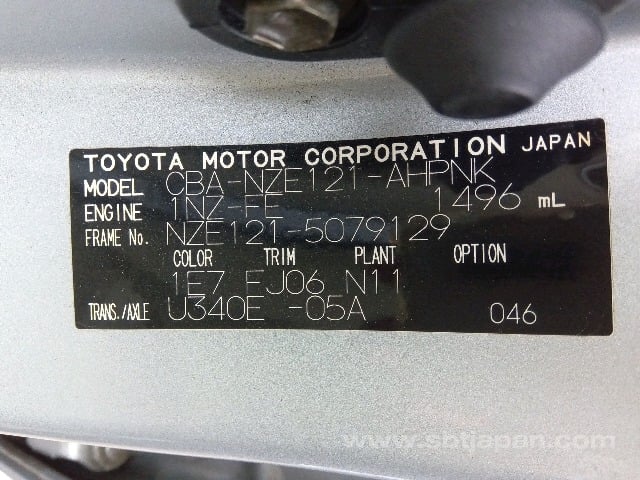 TOYOTA MOTOR CORPORATION JAPAN
MODEL CBA-NZE121-AHPNK
ENGINE 1NZ-FE 1496 mL
FRAME No. NZE121-5079129
COLOR TRIM PLANT OPTION
1E7 FJ06 N11
TRANS./AXLE U340E -05A 046
www.sbtjapan.com